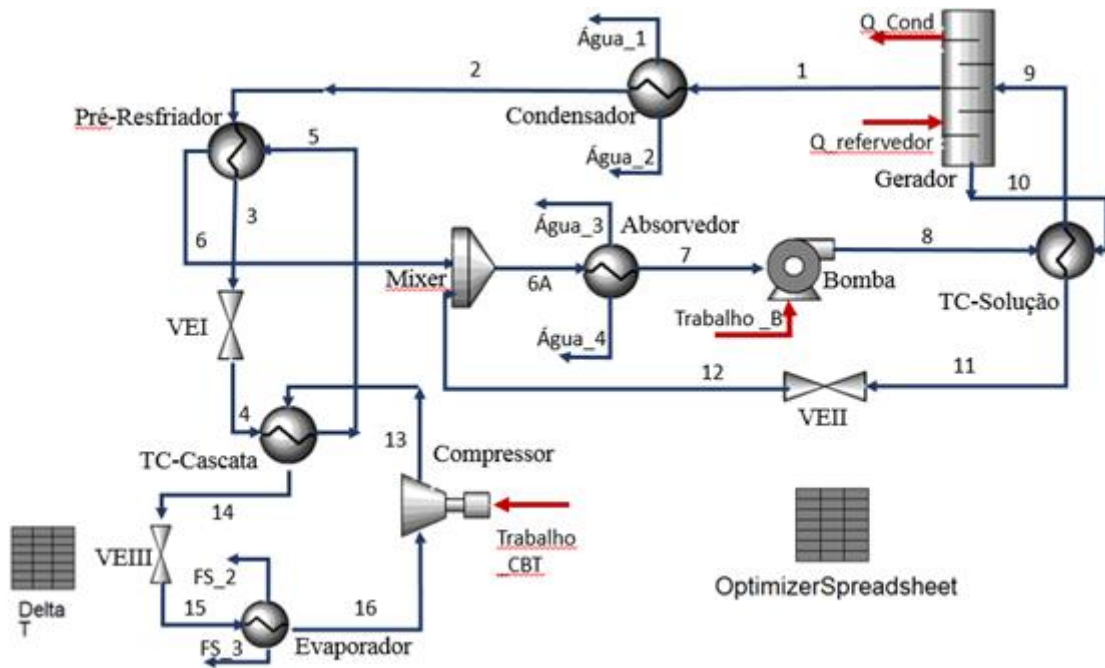 Q_Cond
Água_1
2
1
9
Pré-Resfriador
5
Condensador
Q_refervedor
Água_2
Gerador
10
3
6
Água_3
Absorvedor
8
Mixer
6A
7
Bomba
TC-Solução
VEI
Trabalho _B
Água_4
12
11
4
VEII
13
Compressor
TC-Cascata
14
Trabalho
_CBT
VEIII
FS_2
OptimizerSpreadsheet
Delta
T
15
16
Evaporador
FS_3